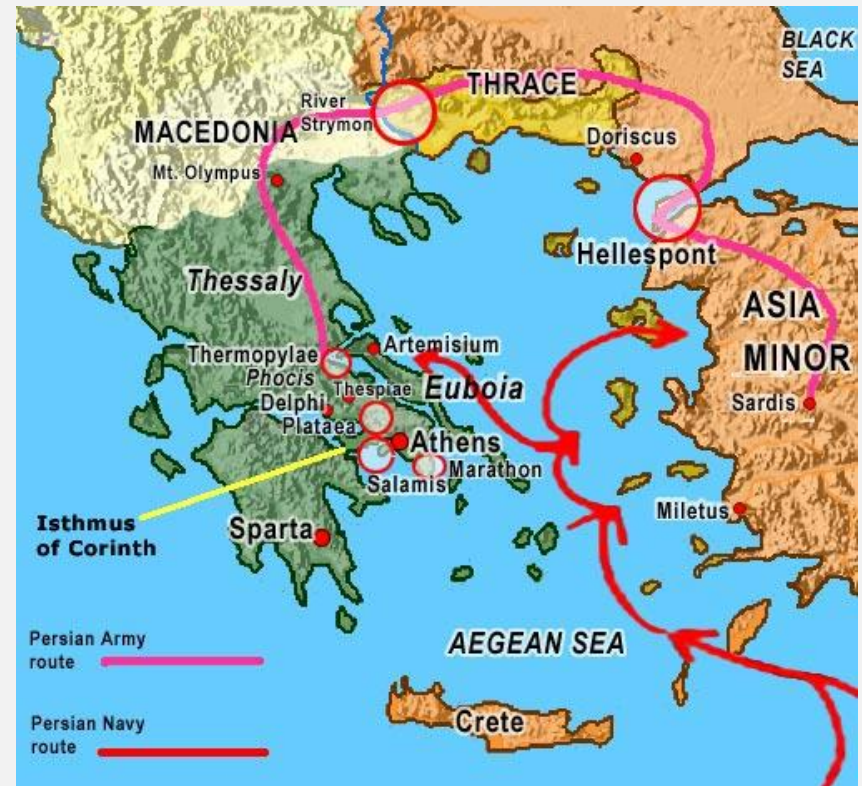 BLACK
SEA
THRACE
River
Strymon
MACEDONIA
Doriscus
Mt. Olympus
Hellespont
Thessaly
ASIA
MINOR
Artemisium
Thermopylae
Phocis
Thespiae
Euboia
Delphi
Sardis
Plataea
Athens
Marathon
Salamis
Miletus
Isthmus
of Corinth
Sparta
Persian Army
route
AEGEAN SEA
Crete
Persian Navy
route